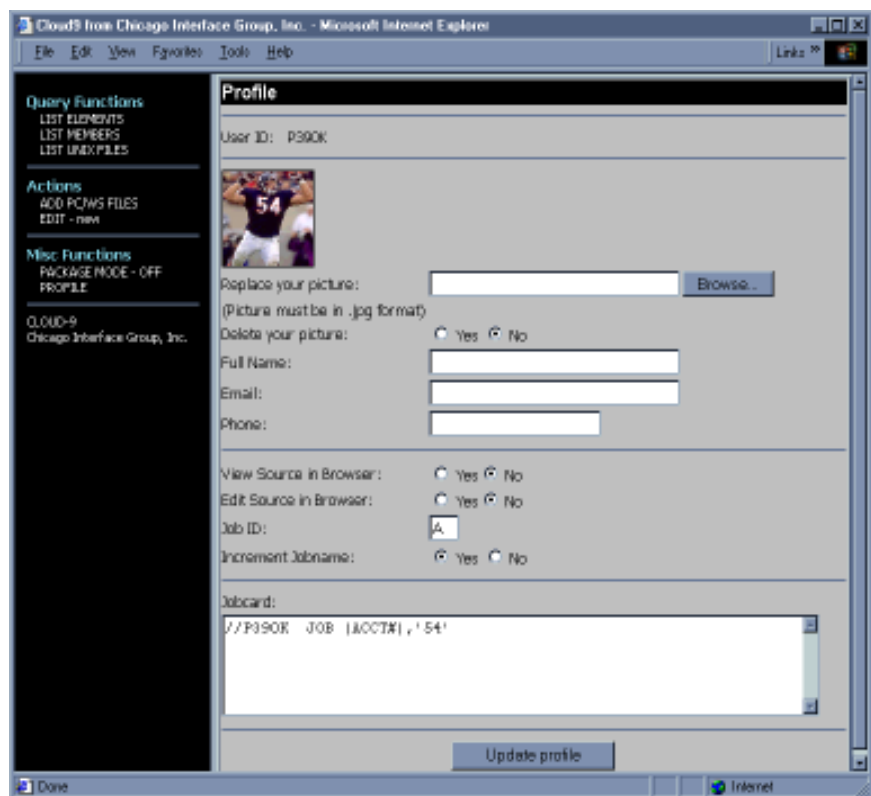 Cloud9 from Chicago Interface Group, Inc. - Microsoft Internet Explorer
File Edit View Favorites Tools Help
Links »
Query Functions
LIST ELEMENTS
LIST MEMBERS
LIST UNIX FILES
Actions
ADD PC/WS FILES
EDIT - new
Misc Functions
PACKAGE MODE - OFF
PROFILE
CLOUD-9
Chicago Interface Group, Inc.
Profile
User ID: P390K
54
Replace your picture: Browse...
(Picture must be in .jpg format)
Delete your picture: Yes No
Full Name:
Email:
Phone:
View Source in Browser: Yes No
Edit Source in Browser: Yes No
Job ID: A
Increment Jobname: Yes No
Jobcard:
//P390K JOB (ACCT#),'54'
Update profile
Done
Internet